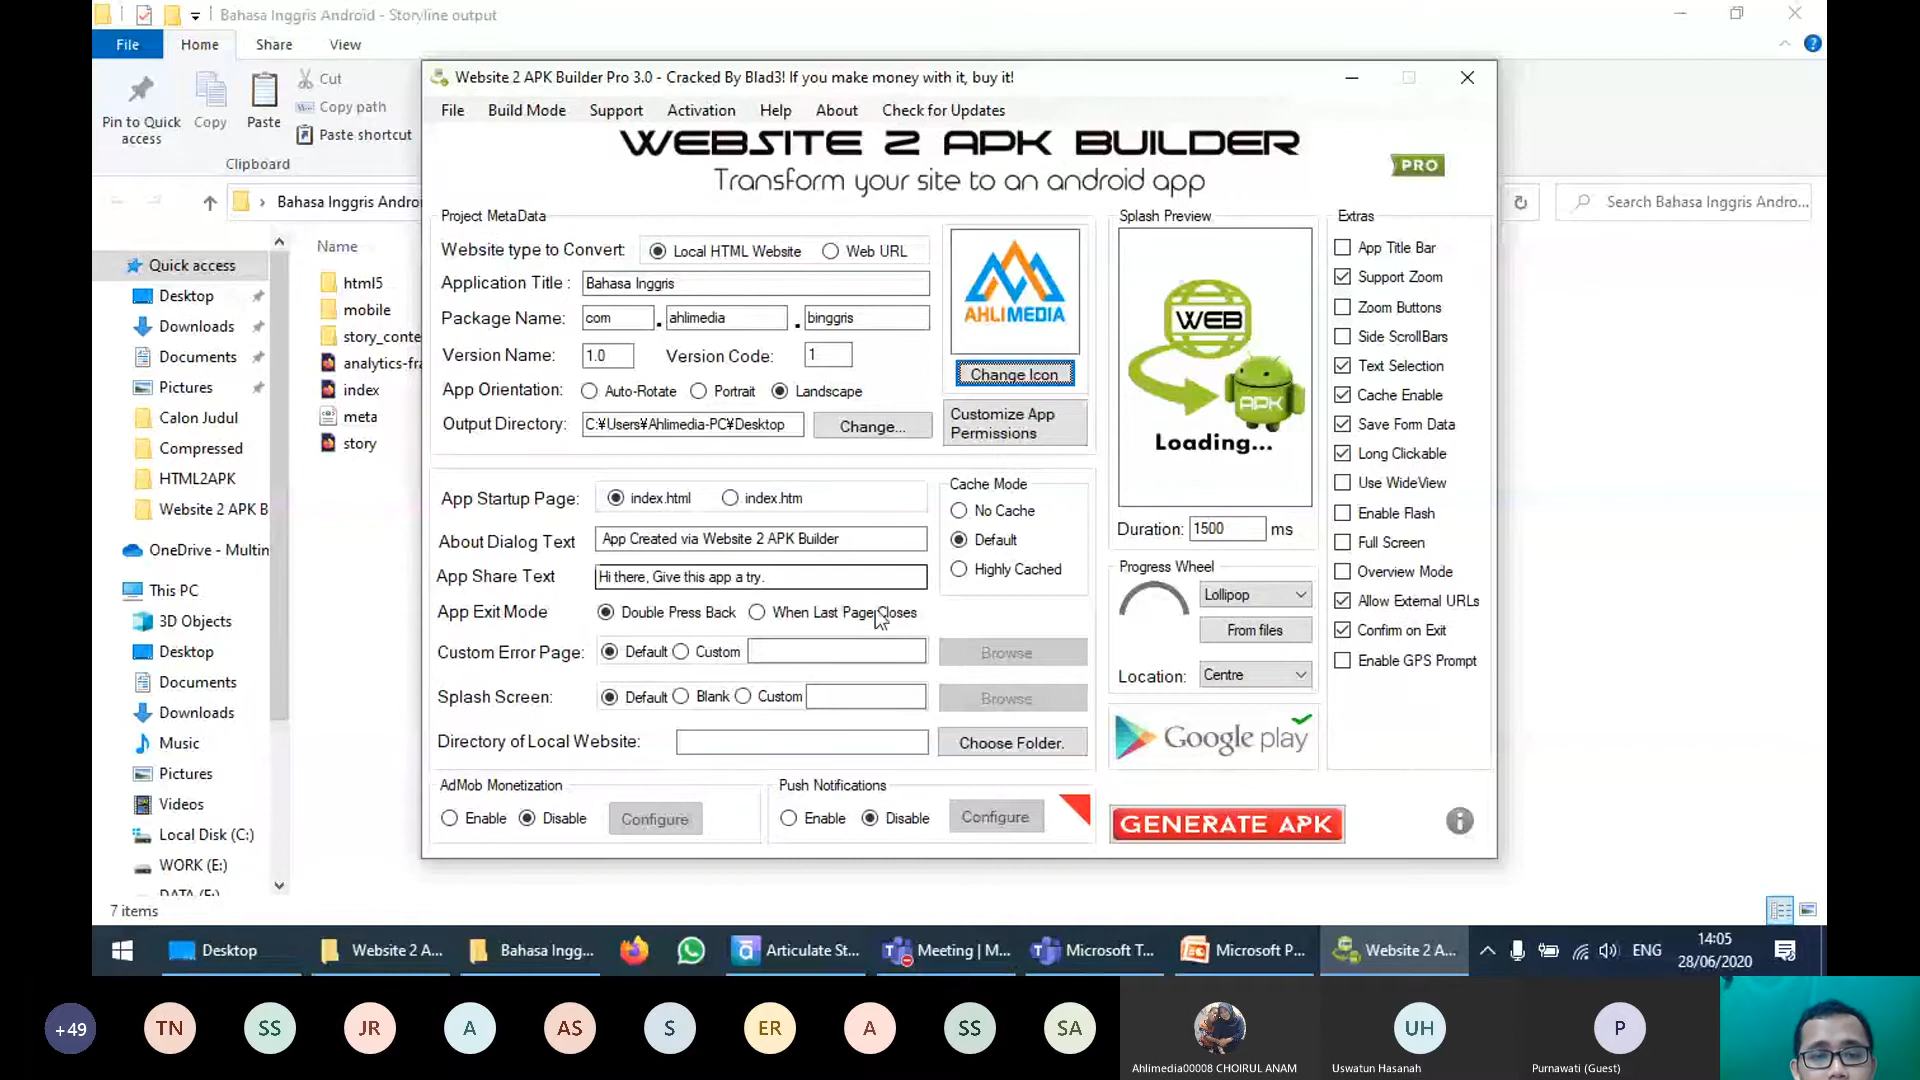 Bahasa Inggris Android - Storyline output
File
Home
Share
View
Pin to Quick access
Copy
Paste
Cut
Copy path
Paste shortcut
Clipboard
Bahasa Inggris Andro
Search Bahasa Inggris Andro...
Name
Quick access
Desktop
Downloads
Documents
Pictures
Calon Judul
Compressed
HTML2APK
Website 2 APK B
OneDrive - Multin
This PC
3D Objects
Desktop
Documents
Downloads
Music
Pictures
Videos
Local Disk (C:)
WORK (E:)
html5
mobile
story_conte
analytics-fra
index
meta
story
7 items
Website 2 APK Builder Pro 3.0 - Cracked By Blad3! If you make money with it, buy it!
File Build Mode Support Activation Help About Check for Updates
WEBSITE 2 APK BUILDER
Transform your site to an android app
PRO
Project MetaData
Website type to Convert: Local HTML Website Web URL
Application Title : Bahasa Inggris
Package Name: com . ahlimedia . binggris
Version Name: 1.0 Version Code: 1
App Orientation: Auto-Rotate Portrait Landscape
Output Directory: C:¥Users¥Ahlimedia-PC¥Desktop Change...
AHLIMEDIA
Change Icon
Customize App Permissions
App Startup Page: index.html index.htm
About Dialog Text App Created via Website 2 APK Builder
App Share Text Hi there, Give this app a try.
App Exit Mode Double Press Back When Last Page Closes
Custom Error Page: Default Custom Browse
Splash Screen: Default Blank Custom Browse
Directory of Local Website: Choose Folder.
Cache Mode
No Cache
Default
Highly Cached
AdMob Monetization
Enable Disable Configure
Push Notifications
Enable Disable Configure
Splash Preview
WEB
APK
Loading...
Duration: 1500 ms
Progress Wheel
Lollipop
From files
Location: Centre
Google play
GENERATE APK
Extras
App Title Bar
Support Zoom
Zoom Buttons
Side ScrollBars
Text Selection
Cache Enable
Save Form Data
Long Clickable
Use WideView
Enable Flash
Full Screen
Overview Mode
Allow External URLs
Confirm on Exit
Enable GPS Prompt
Desktop
Website 2 A...
Bahasa Ingg...
Articulate St...
Meeting | M...
Microsoft T...
Microsoft P...
Website 2 A...
ENG
14:05
28/06/2020
+49
TN
SS
JR
A
AS
S
ER
A
SS
SA
Ahlimedia00008 CHOIRUL ANAM
UH
Uswatun Hasanah
P
Purnawati (Guest)